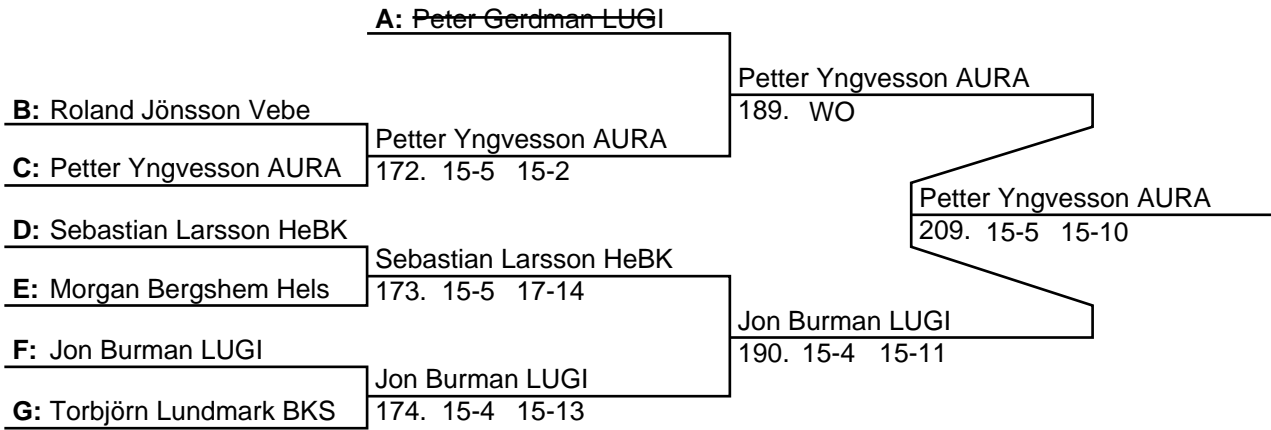 A: Peter Gerdman LUGI
Petter Yngvesson AURA
189. WO
B: Roland Jönsson Vebe
Petter Yngvesson AURA
C: Petter Yngvesson AURA
172. 15-5 15-2
Petter Yngvesson AURA
209. 15-5 15-10
D: Sebastian Larsson HeBK
Sebastian Larsson HeBK
E: Morgan Bergshem Hels
173. 15-5 17-14
Jon Burman LUGI
190. 15-4 15-11
F: Jon Burman LUGI
Jon Burman LUGI
G: Torbjörn Lundmark BKS
174. 15-4 15-13